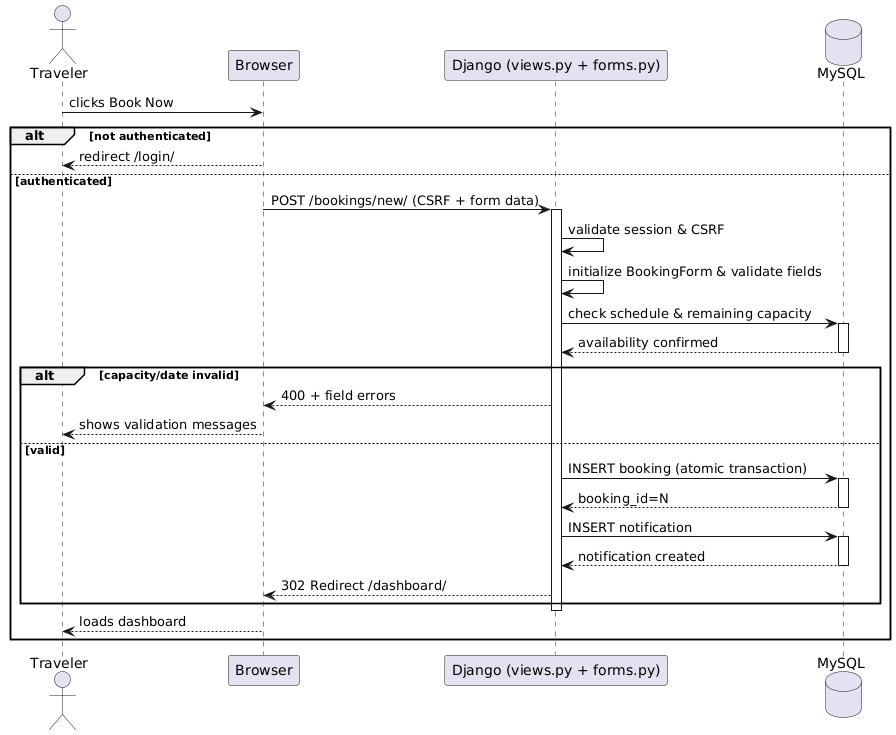 Traveler
Browser
Django (views.py + forms.py)
MySQL
clicks Book Now
alt [not authenticated]
redirect /login/
[authenticated]
POST /bookings/new/ (CSRF + form data)
validate session & CSRF
initialize BookingForm & validate fields
check schedule & remaining capacity
availability confirmed
alt [capacity/date invalid]
400 + field errors
shows validation messages
[valid]
INSERT booking (atomic transaction)
booking_id=N
INSERT notification
notification created
302 Redirect /dashboard/
loads dashboard
Traveler
Browser
Django (views.py + forms.py)
MySQL